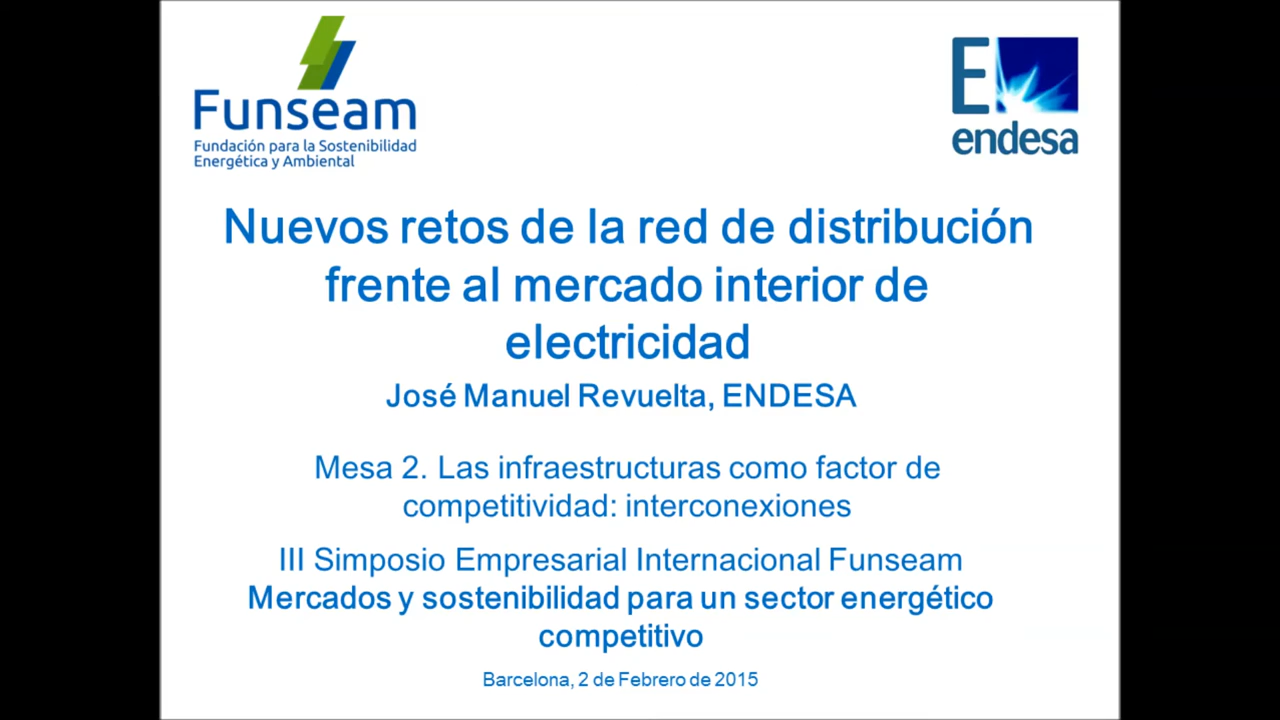 Funseam
Fundación para la Sostenibilidad
Energética y Ambiental
E
endesa
Nuevos retos de la red de distribución
frente al mercado interior de
electricidad
José Manuel Revuelta, ENDESA
Mesa 2. Las infraestructuras como factor de
competitividad: interconexiones
III Simposio Empresarial Internacional Funseam
Mercados y sostenibilidad para un sector energético
competitivo
Barcelona, 2 de Febrero de 2015